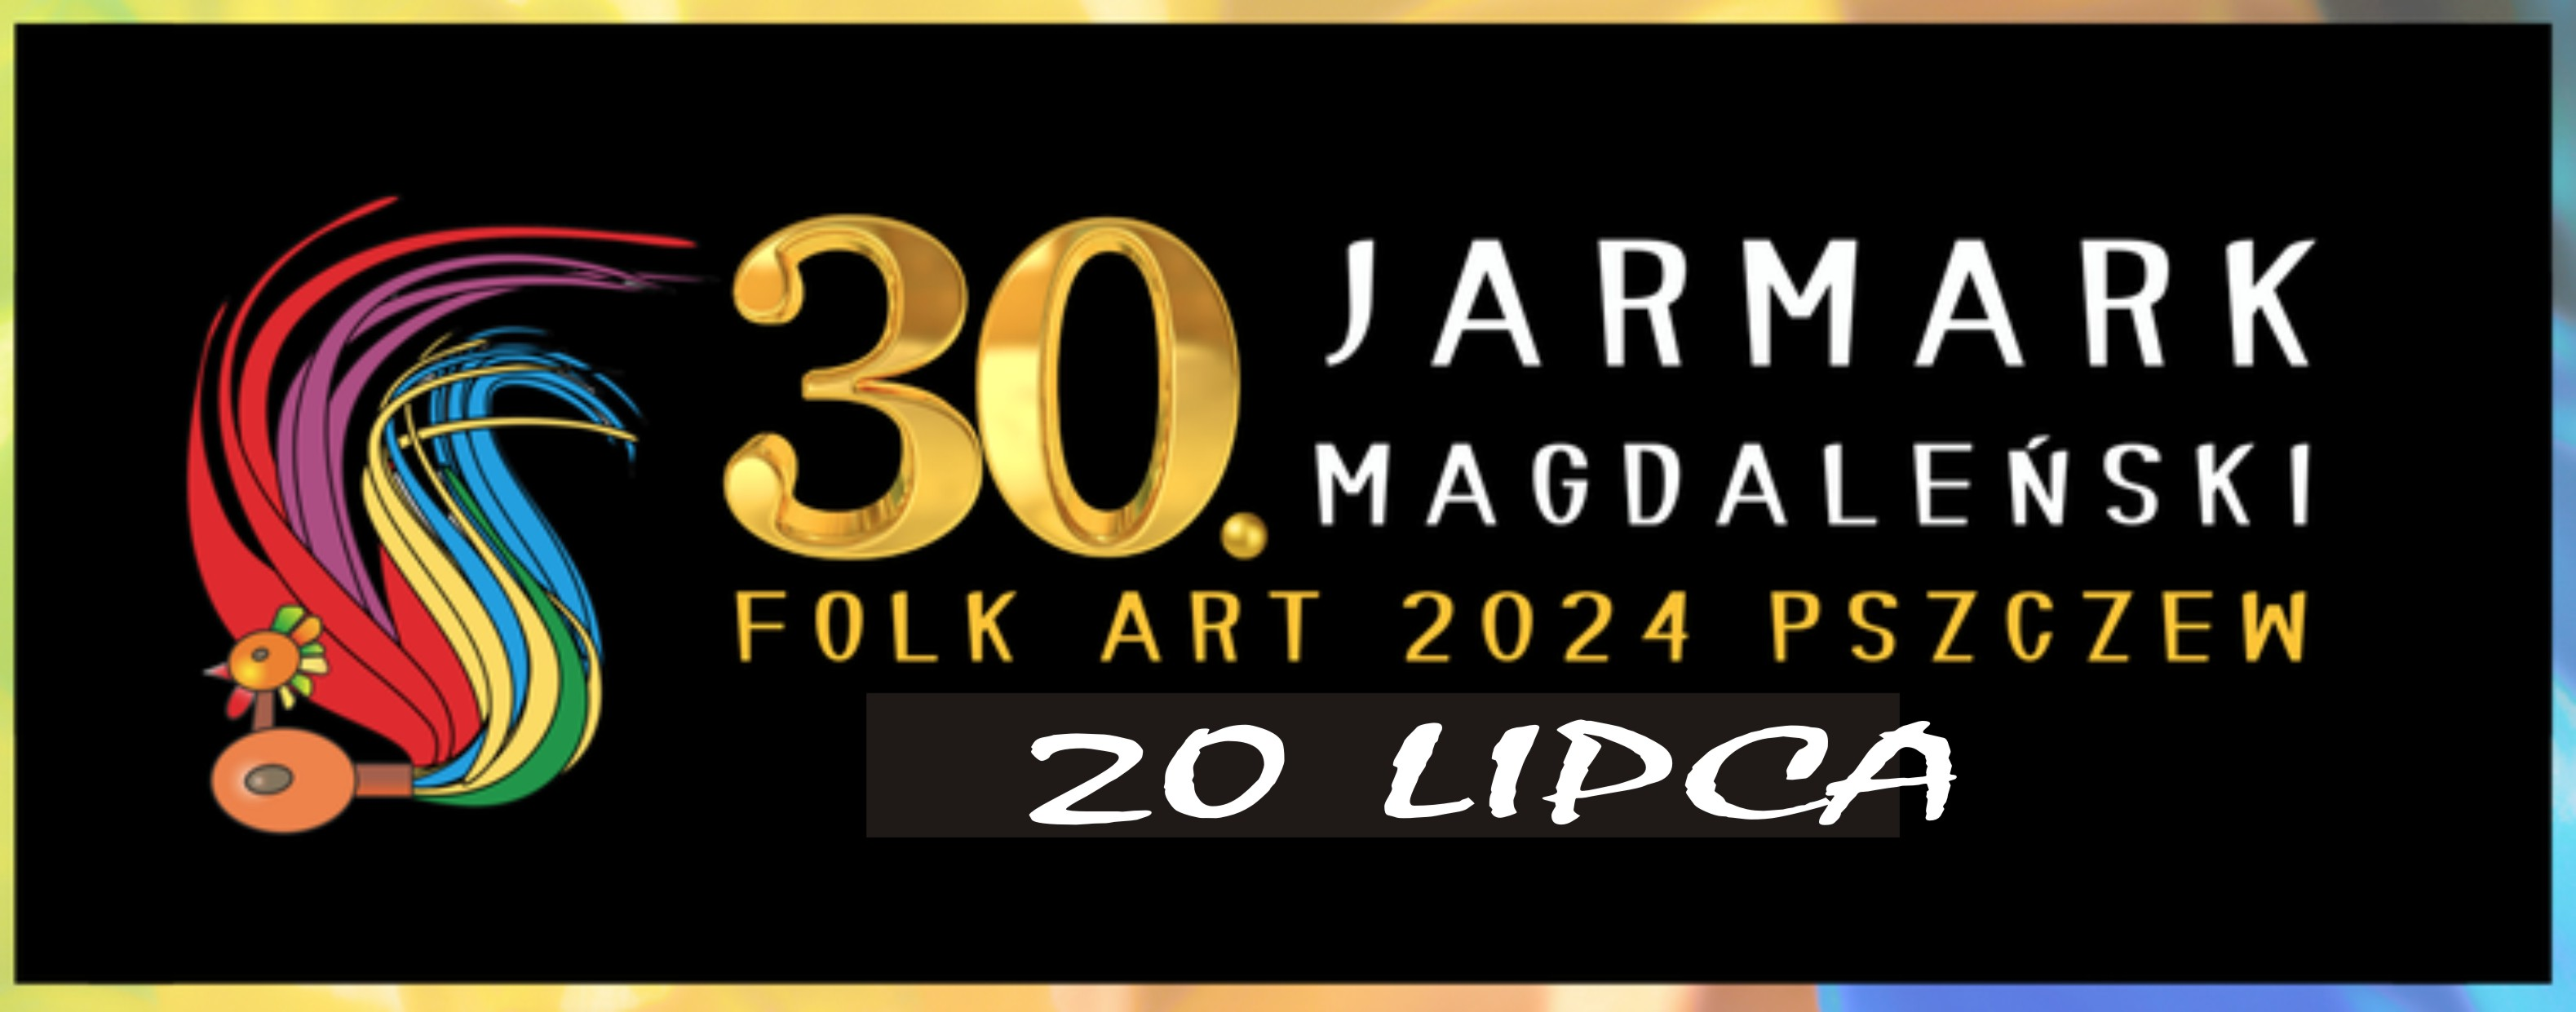 30. JARMARK
MAGDALEŃSKI
FOLK ART 2024 PSZCZEW
20 LIPCA